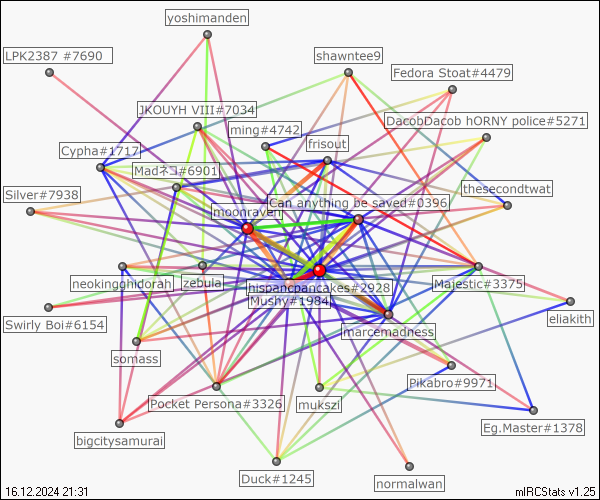 yoshimanden
LPK2387 #7690
shawntee9
Fedora Stoat#4479
JKOUYH VIII#7034
DacobDacob hORNY police#5271
ming#4742
frisout
Cypha#1717
Madネコ#6901
thesecondtwat
Silver#7938
Can anything be saved#0396
moonraven
neokingghidorah
zebula
hispancpancakes#2928
Majestic#3375
Mushy#1984
Swirly Boi#6154
eliakith
marcemadness
somass
Pikabro#9971
Pocket Persona#3326
mukszi
Eg.Master#1378
bigcitysamurai
Duck#1245
normalwan
16.12.2024 21:31
mIRCStats v1.25